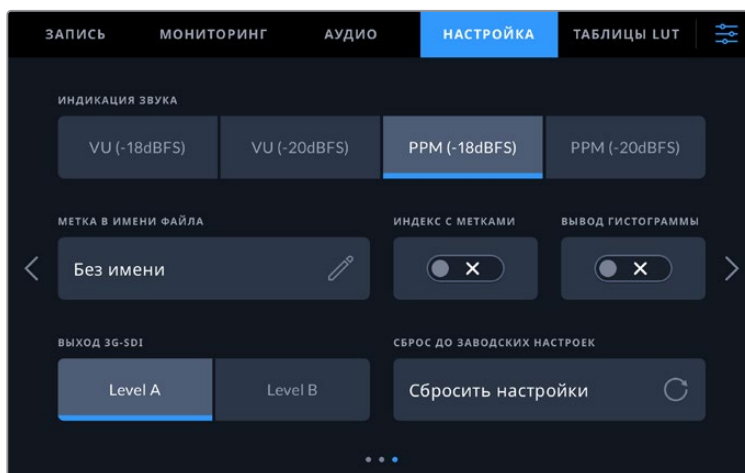 ЗАПИСЬ МОНИТОРИНГ АУДИО НАСТРОЙКА ТАБЛИЦЫ LUT
ИНДИКАЦИЯ ЗВУКА
VU (-18dBFS) VU (-20dBFS) PPM (-18dBFS) PPM (-20dBFS)
МЕТКА В ИМЕНИ ФАЙЛА ИНДЕКС С МЕТКАМИ ВЫВОД ГИСТОГРАММЫ
Без имени
ВЫХОД 3G-SDI СБРОС ДО ЗАВОДСКИХ НАСТРОЕК
Level A Level B Сбросить настройки